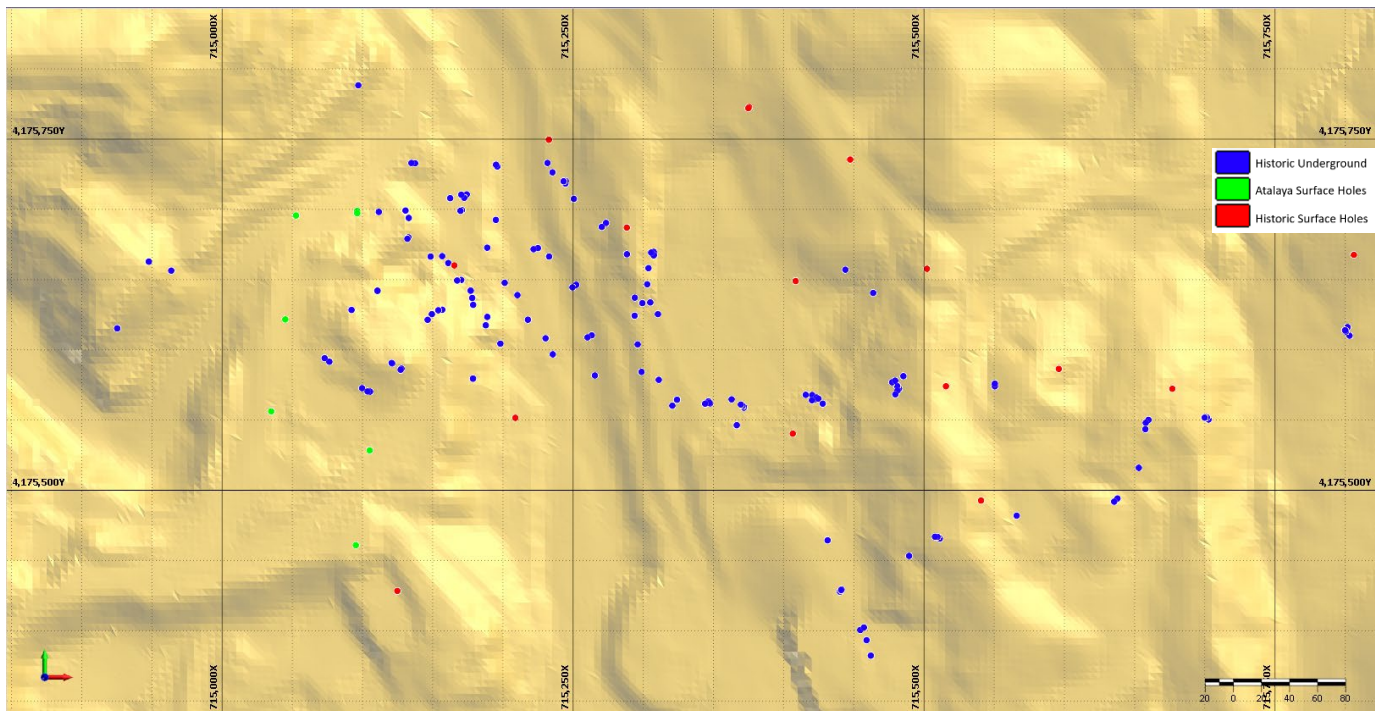 715,000X
715,250X
715,500X
715,750X
4,175,750Y
4,175,750Y
Historic Underground
Atalaya Surface Holes
Historic Surface Holes
4,175,500Y
4,175,500Y
715,000X
715,250X
715,500X
715,750X
20 0 20 40 60 80